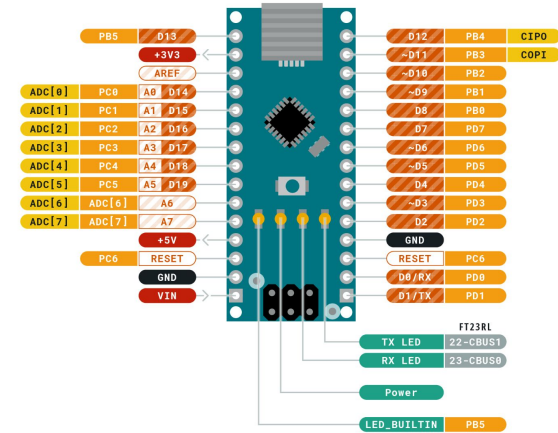 PB5 D13 D12 PB4 CIPO
+3V3 ~D11 PB3 COPI
AREF ~D10 PB2
ADC[0] PC0 A0 D14 ~D9 PB1
ADC[1] PC1 A1 D15 D8 PB0
ADC[2] PC2 A2 D16 D7 PD7
ADC[3] PC3 A3 D17 ~D6 PD6
ADC[4] PC4 A4 D18 ~D5 PD5
ADC[5] PC5 A5 D19 D4 PD4
ADC[6] ADC[6] A6 ~D3 PD3
ADC[7] ADC[7] A7 D2 PD2
+5V GND
PC6 RESET RESET PC6
GND D0/RX PD0
VIN D1/TX PD1
FT23RL
TX LED 22-CBUS1
RX LED 23-CBUS0
Power
LED_BUILTIN PB5